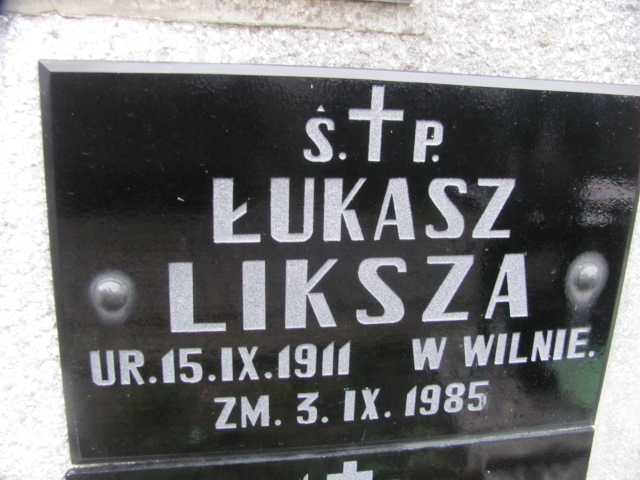 Ś. P.
ŁUKASZ
LIKSZA
UR. 15. IX. 1911 W WILNIE.
ZM. 3. IX. 1985